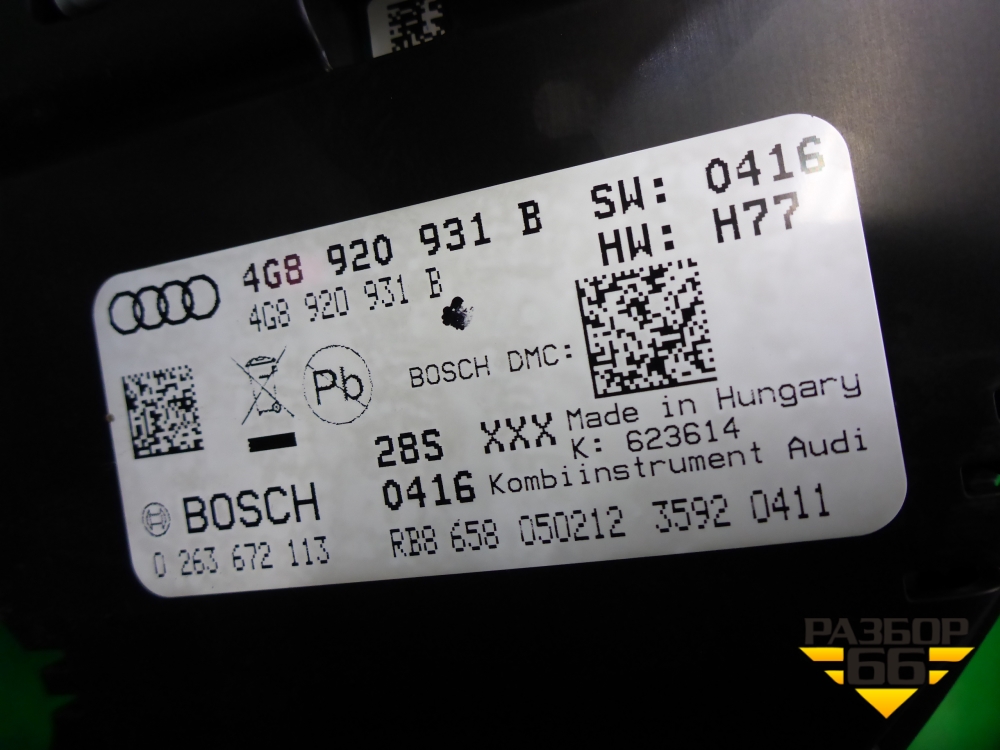 4G8 920 931 B SW: 0416
4G8 920 931 B HW: H77
Pb BOSCH DMC:
28S XXX Made in Hungary
K: 623614
0416 Kombiinstrument Audi
BOSCH
0 263 672 113 RB8 658 050212 3592 0411
РАЗБОР
66